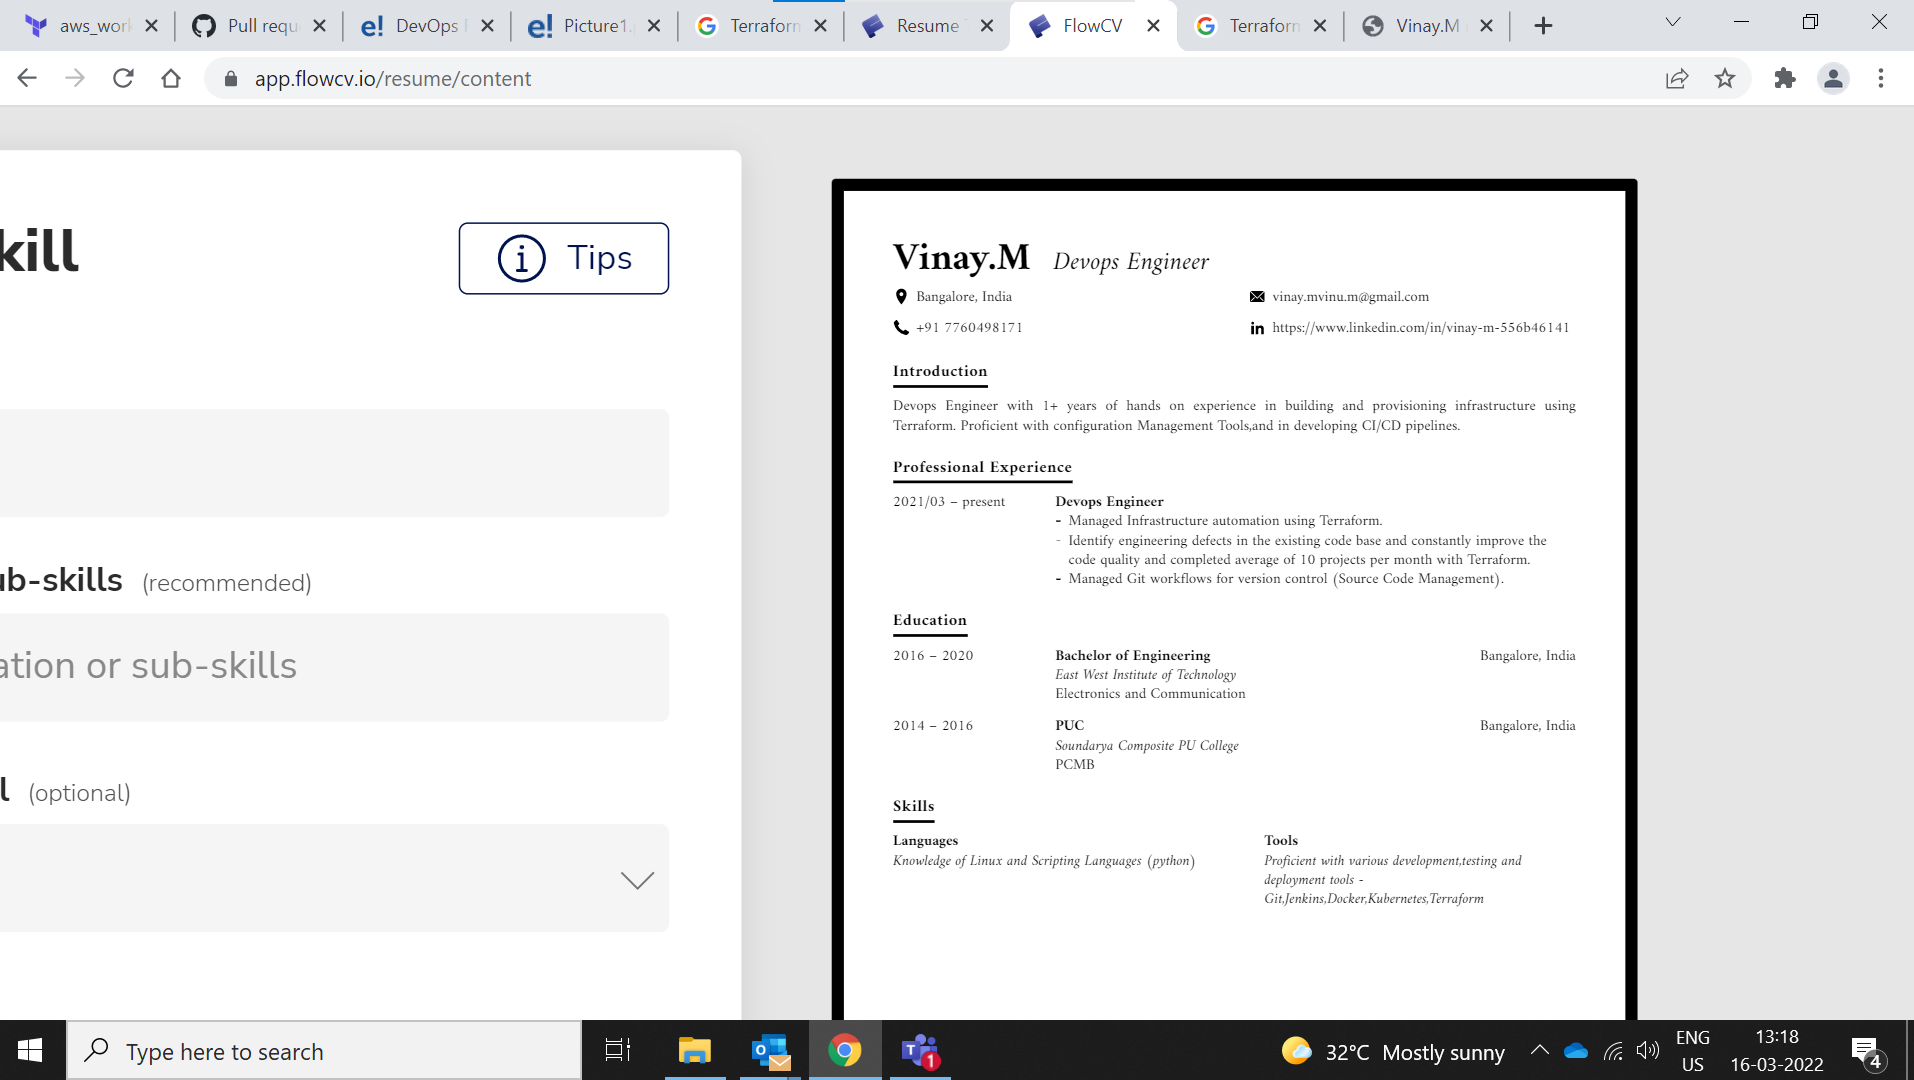 aws_work
Pull requ
e! DevOps
e! Picture1.
Terraform
Resume
FlowCV
Terraform
Vinay.M
app.flowcv.io/resume/content
kill
Tips
ub-skills (recommended)
ation or sub-skills
l (optional)
Vinay.M Devops Engineer
Bangalore, India
vinay.mvinu.m@gmail.com
+91 7760498171
https://www.linkedin.com/in/vinay-m-556b46141
Introduction
Devops Engineer with 1+ years of hands on experience in building and provisioning infrastructure using
Terraform. Proficient with configuration Management Tools,and in developing CI/CD pipelines.
Professional Experience
2021/03 – present
Devops Engineer
- Managed Infrastructure automation using Terraform.
- Identify engineering defects in the existing code base and constantly improve the
code quality and completed average of 10 projects per month with Terraform.
- Managed Git workflows for version control (Source Code Management).
Education
2016 – 2020
Bachelor of Engineering
Bangalore, India
East West Institute of Technology
Electronics and Communication
2014 – 2016
PUC
Bangalore, India
Soundarya Composite PU College
PCMB
Skills
Languages
Knowledge of Linux and Scripting Languages (python)
Tools
Proficient with various development,testing and
deployment tools -
Git,Jenkins,Docker,Kubernetes,Terraform
Type here to search
1
32°C Mostly sunny
ENG
US
13:18
16-03-2022
4